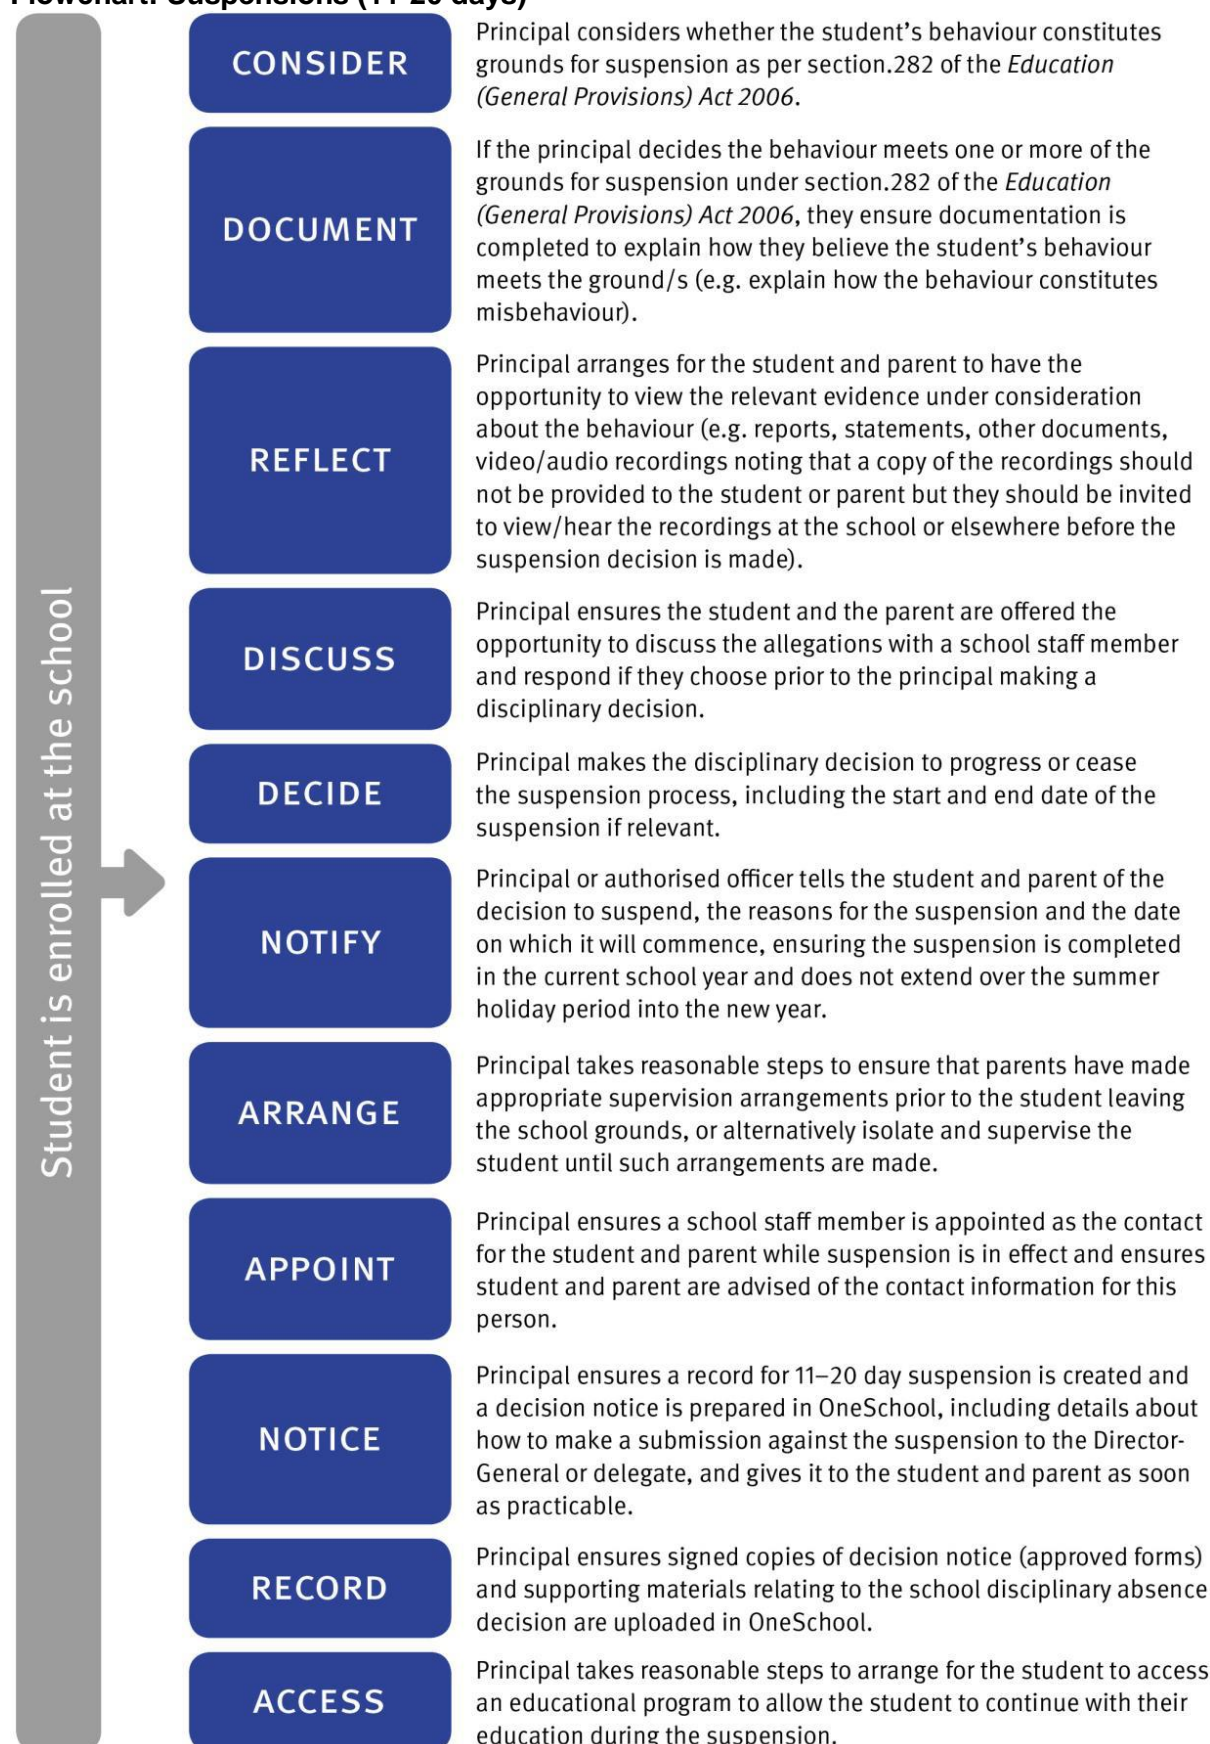 Flowchart: Suspensions (11-20 days)
Student is enrolled at the school
CONSIDER
Principal considers whether the student’s behaviour constitutes
grounds for suspension as per section.282 of the Education
(General Provisions) Act 2006.
DOCUMENT
If the principal decides the behaviour meets one or more of the
grounds for suspension under section.282 of the Education
(General Provisions) Act 2006, they ensure documentation is
completed to explain how they believe the student’s behaviour
meets the ground/s (e.g. explain how the behaviour constitutes
misbehaviour).
REFLECT
Principal arranges for the student and parent to have the
opportunity to view the relevant evidence under consideration
about the behaviour (e.g. reports, statements, other documents,
video/audio recordings noting that a copy of the recordings should
not be provided to the student or parent but they should be invited
to view/hear the recordings at the school or elsewhere before the
suspension decision is made).
DISCUSS
Principal ensures the student and the parent are offered the
opportunity to discuss the allegations with a school staff member
and respond if they choose prior to the principal making a
disciplinary decision.
DECIDE
Principal makes the disciplinary decision to progress or cease
the suspension process, including the start and end date of the
suspension if relevant.
NOTIFY
Principal or authorised officer tells the student and parent of the
decision to suspend, the reasons for the suspension and the date
on which it will commence, ensuring the suspension is completed
in the current school year and does not extend over the summer
holiday period into the new year.
ARRANGE
Principal takes reasonable steps to ensure that parents have made
appropriate supervision arrangements prior to the student leaving
the school grounds, or alternatively isolate and supervise the
student until such arrangements are made.
APPOINT
Principal ensures a school staff member is appointed as the contact
for the student and parent while suspension is in effect and ensures
student and parent are advised of the contact information for this
person.
NOTICE
Principal ensures a record for 11–20 day suspension is created and
a decision notice is prepared in OneSchool, including details about
how to make a submission against the suspension to the Director-
General or delegate, and gives it to the student and parent as soon
as practicable.
RECORD
Principal ensures signed copies of decision notice (approved forms)
and supporting materials relating to the school disciplinary absence
decision are uploaded in OneSchool.
ACCESS
Principal takes reasonable steps to arrange for the student to access
an educational program to allow the student to continue with their
education during the suspension.